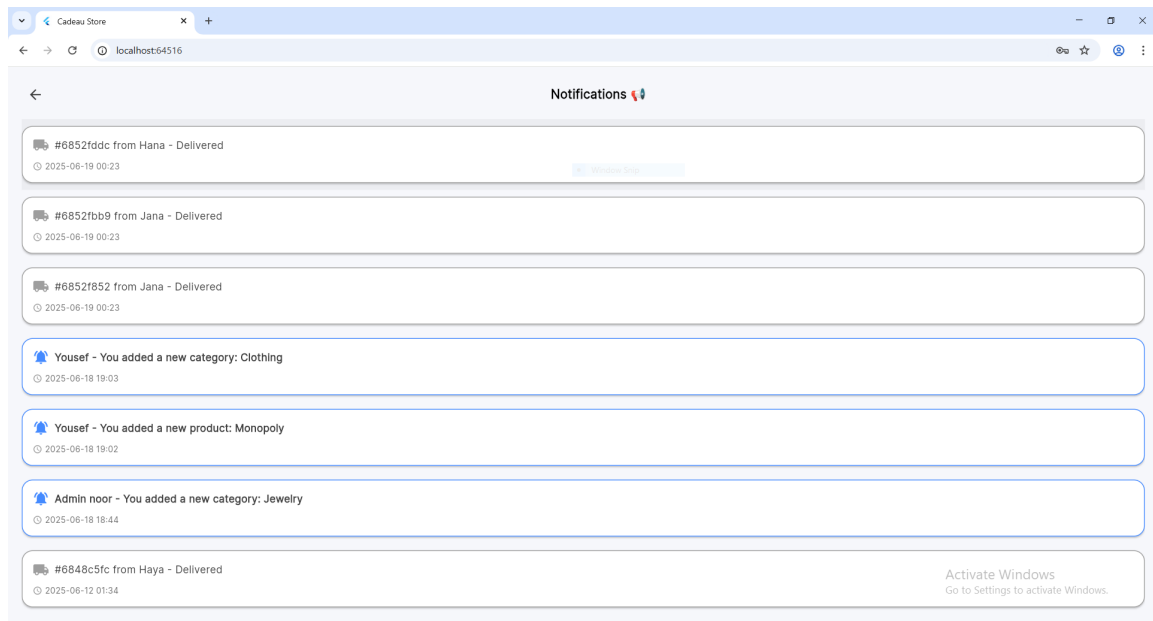 Cadeau Store
localhost:64516
Notifications 📢
#6852fddc from Hana - Delivered
2025-06-19 00:23
Window Snip
#6852fbb9 from Jana - Delivered
2025-06-19 00:23
#6852f852 from Jana - Delivered
2025-06-19 00:23
Yousef - You added a new category: Clothing
2025-06-18 19:03
Yousef - You added a new product: Monopoly
2025-06-18 19:02
Admin noor - You added a new category: Jewelry
2025-06-18 18:44
#6848c5fc from Haya - Delivered
2025-06-12 01:34
Activate Windows
Go to Settings to activate Windows.